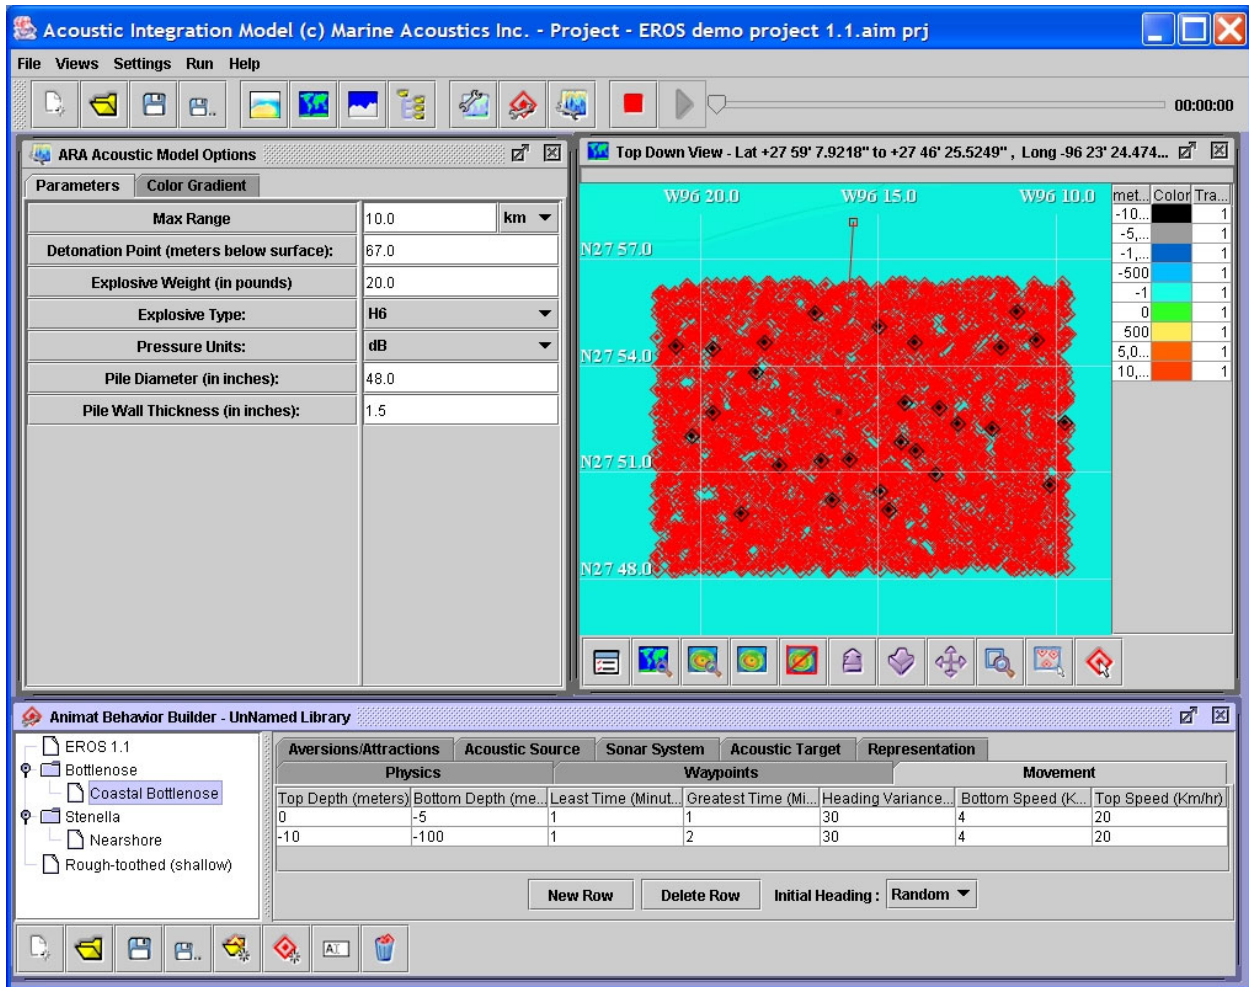 Acoustic Integration Model (c) Marine Acoustics Inc. - Project - EROS demo project 1.1.aim prj
File Views Settings Run Help
00:00:00
ARA Acoustic Model Options
Parameters Color Gradient
Max Range 10.0 km
Detonation Point (meters below surface): 67.0
Explosive Weight (in pounds) 20.0
Explosive Type: H6
Pressure Units: dB
Pile Diameter (in inches): 48.0
Pile Wall Thickness (in inches): 1.5
Top Down View - Lat +27 59' 7.9218" to +27 46' 25.5249" , Long -96 23' 24.474...
W96 20.0 W96 15.0 W96 10.0
N27 57.0
N27 54.0
N27 51.0
N27 48.0
met... Color Tra...
-10... 1
-5,... 1
-1,... 1
-500 1
-1 1
0 1
500 1
5,0... 1
10,... 1
Animat Behavior Builder - UnNamed Library
EROS 1.1
Bottlenose
Coastal Bottlenose
Stenella
Nearshore
Rough-toothed (shallow)
Aversions/Attractions Acoustic Source Sonar System Acoustic Target Representation
Physics Waypoints Movement
Top Depth (meters) Bottom Depth (me... Least Time (Minut... Greatest Time (Mi... Heading Variance... Bottom Speed (K... Top Speed (Km/hr)
0 -5 1 1 30 4 20
-10 -100 1 2 30 4 20
New Row Delete Row Initial Heading : Random